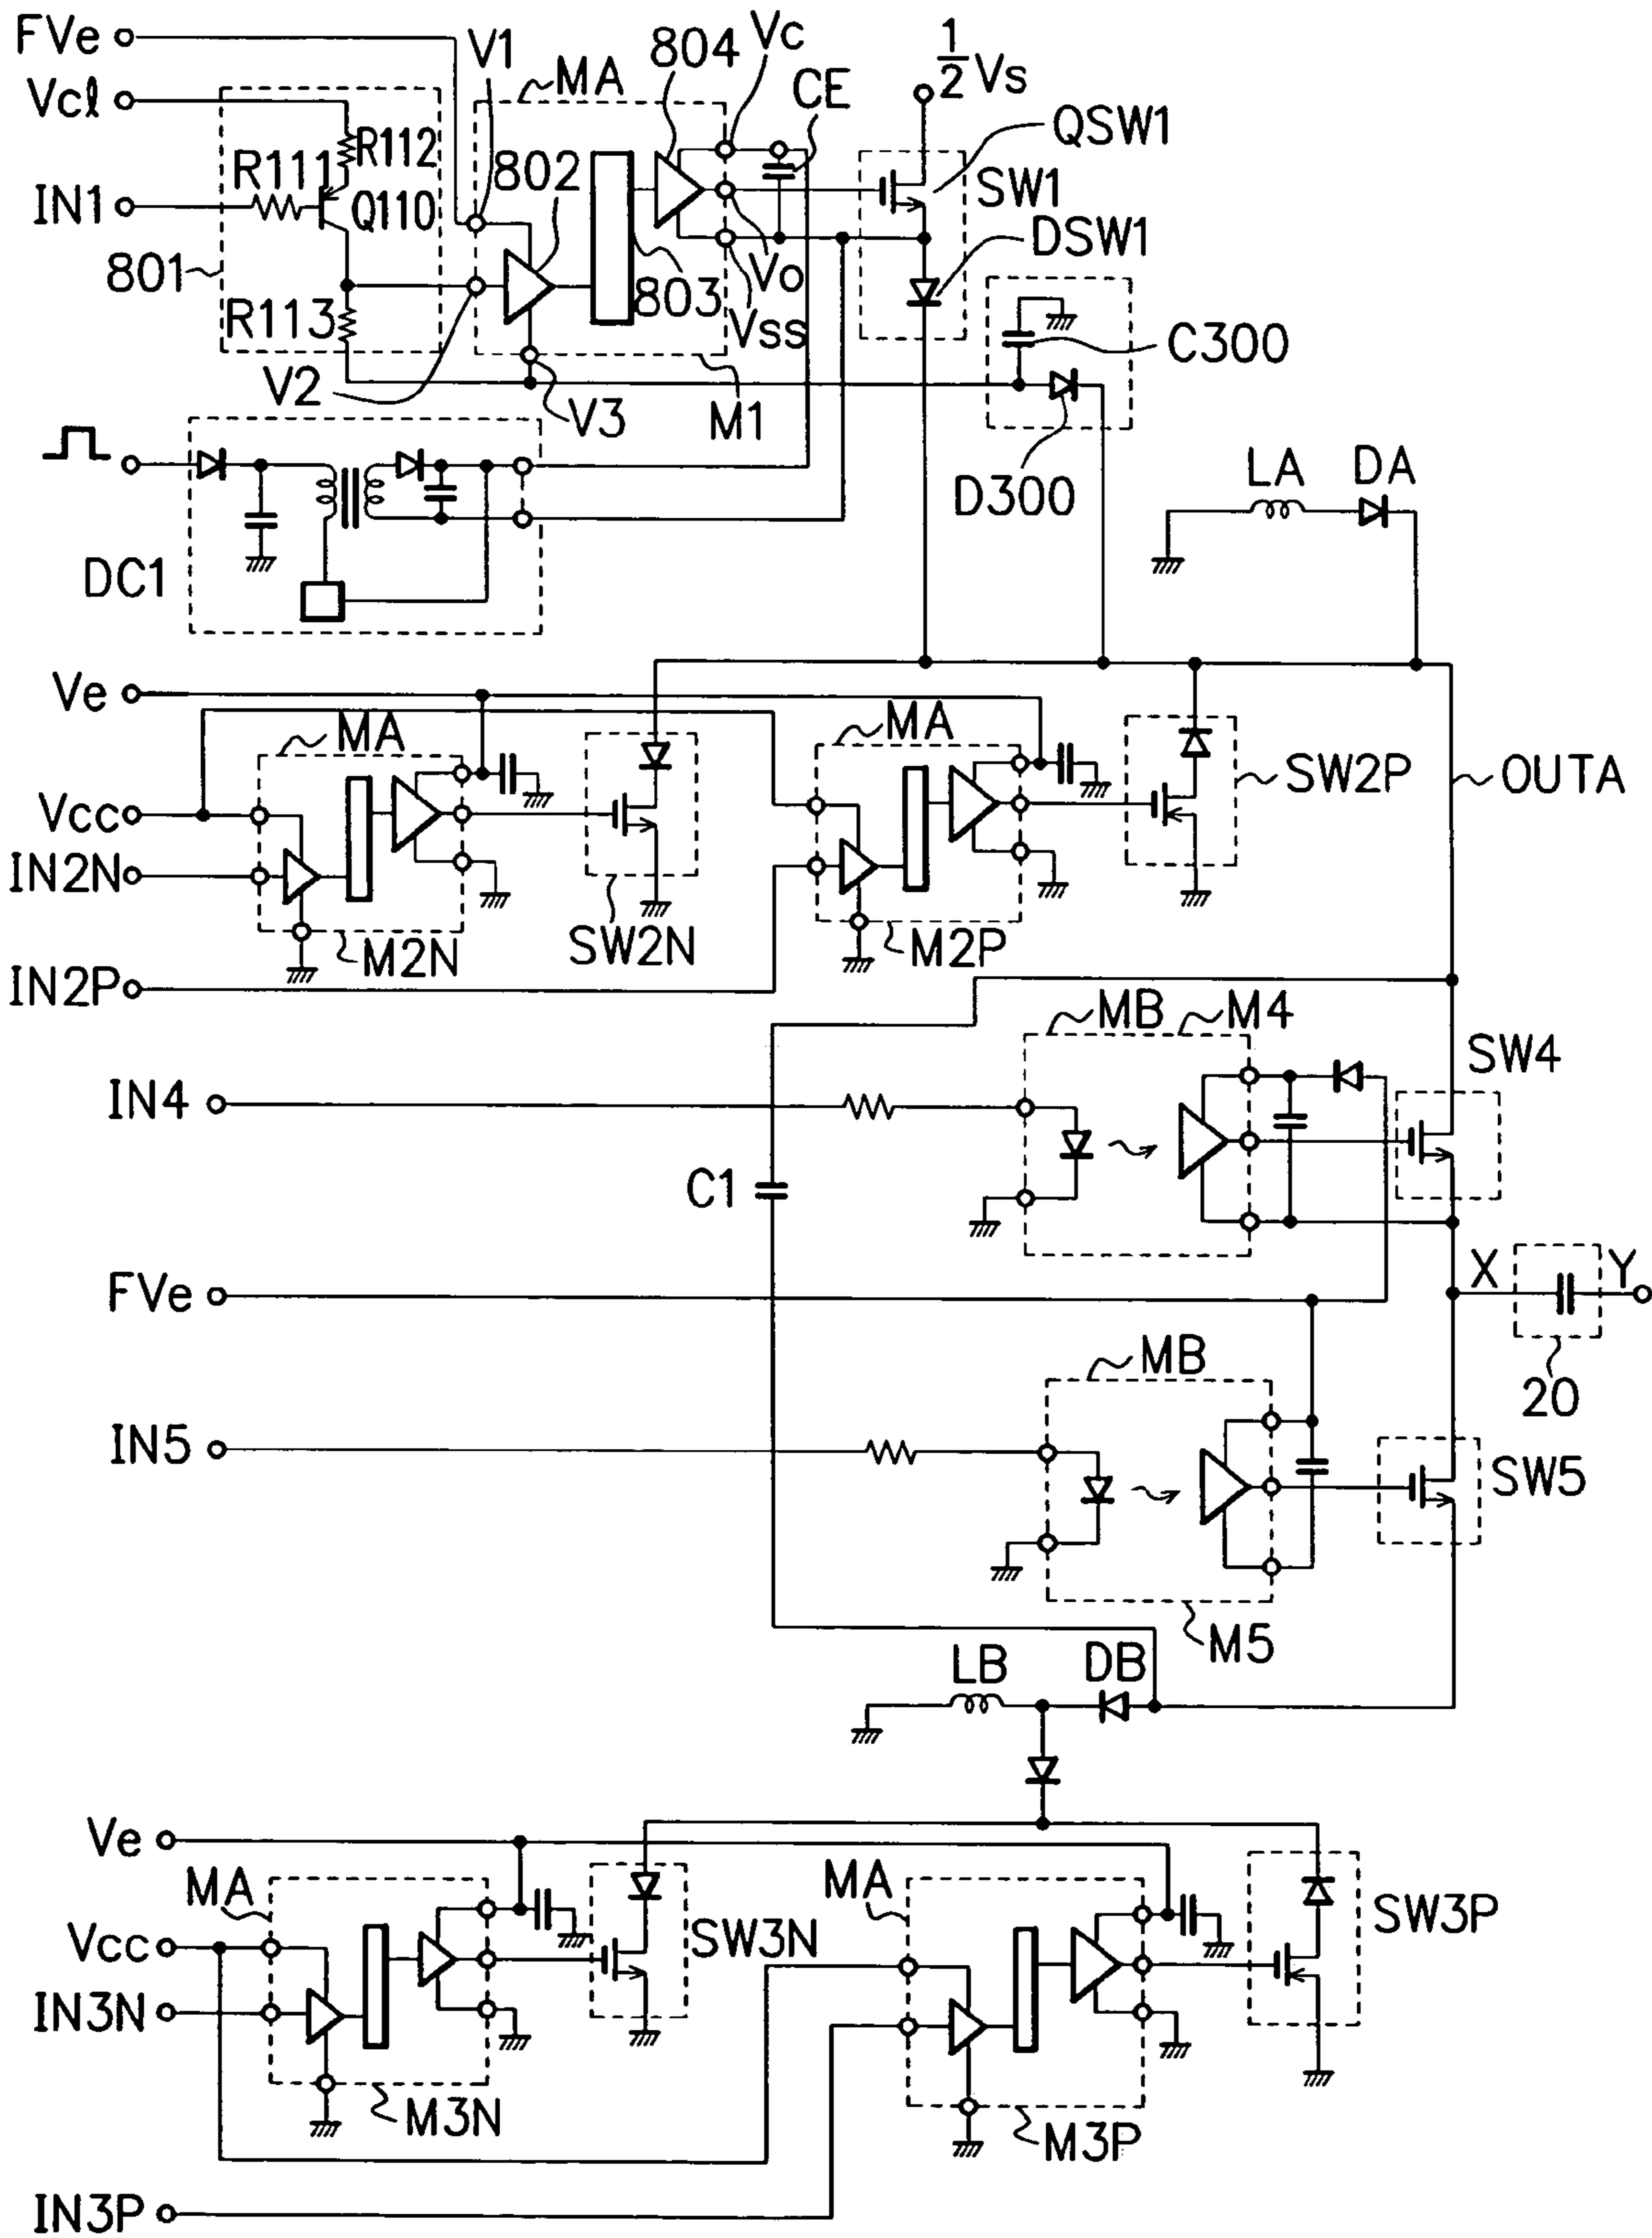 FVe
V1
MA
804
Vc
CE
1/2 Vs
Vcℓ
R112
QSW1
R111
802
SW1
IN1
Q110
DSW1
801
R113
803
Vo
Vss
C300
V2
V3
M1
D300
LA
DA
DC1
Ve
MA
MA
SW2P
OUTA
Vcc
IN2N
SW2N
M2N
M2P
IN2P
MB
M4
SW4
IN4
C1
FVe
X
Y
MB
20
IN5
SW5
M5
LB
DB
Ve
MA
MA
SW3P
Vcc
SW3N
IN3N
M3N
M3P
IN3P